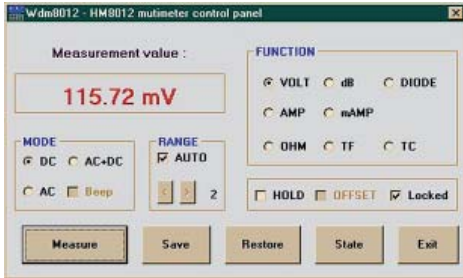 Wdm8012 - HM8012 mutimeter control panel
Measurement value :
115.72 mV
FUNCTION
VOLT dB DIODE
AMP mAMP
OHM TF TC
MODE
DC AC+DC
AC Beep
RANGE
AUTO
< > 2
HOLD OFFSET Locked
Measure Save Restore State Exit